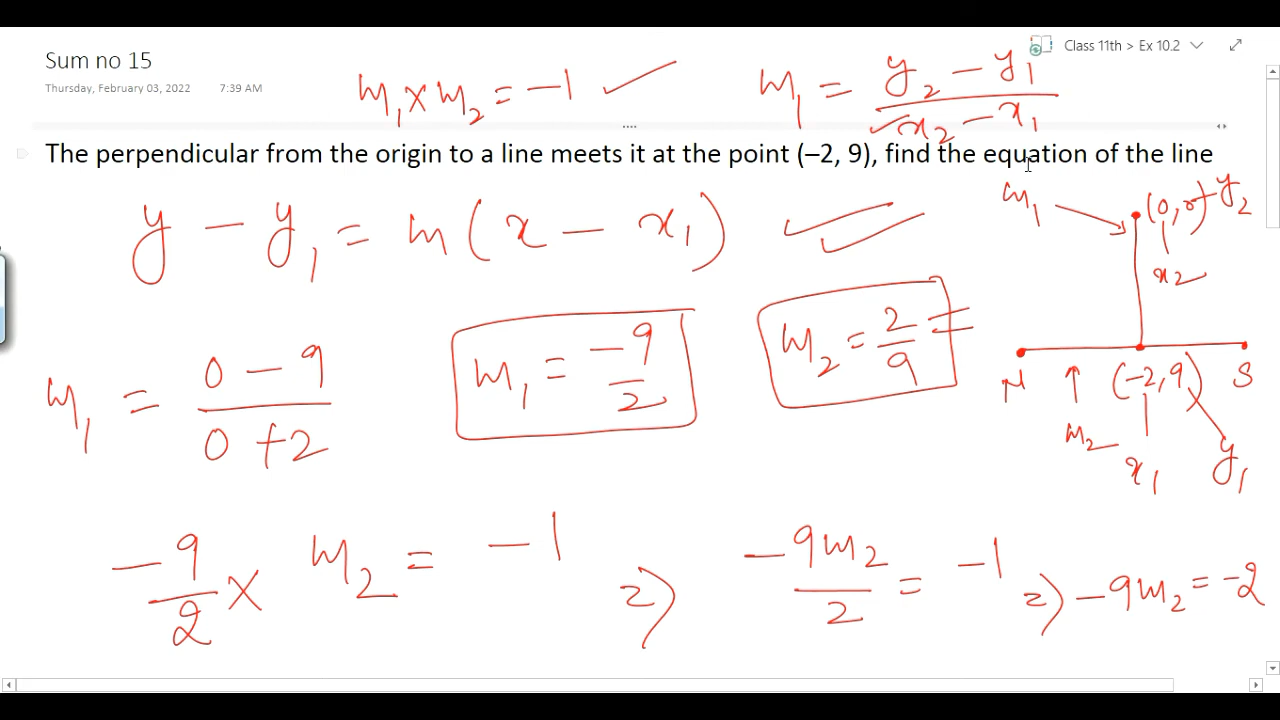 Sum no 15
Class 11th > Ex 10.2
Thursday, February 03, 2022 7:39 AM
m₁ × m₂ = −1
m₁ = y₂ − y₁ / x₂ − x₁
The perpendicular from the origin to a line meets it at the point (–2, 9), find the equation of the line
y − y₁ = m(x − x₁)
m₁
(0, 0)
y₂
x₂
m₁ = 0 − 9 / 0 + 2
m₁ = −9 / 2
m₂ = 2 / 9 =
N (−2, 9) S
m₂
x₁
y₁
−9 / 2 × m₂ = −1
⇒ −9m₂ / 2 = −1
⇒ −9m₂ = −2